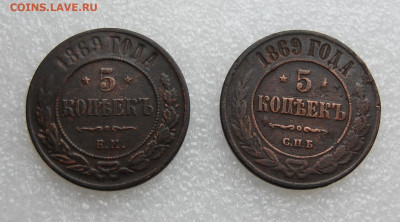 COINS.LAVE.RU
1869 ГОДА
5
КОПѢЕКЪ
Е.М.
1869 ГОДА
5
КОПѢЕКЪ
С.П.Б.